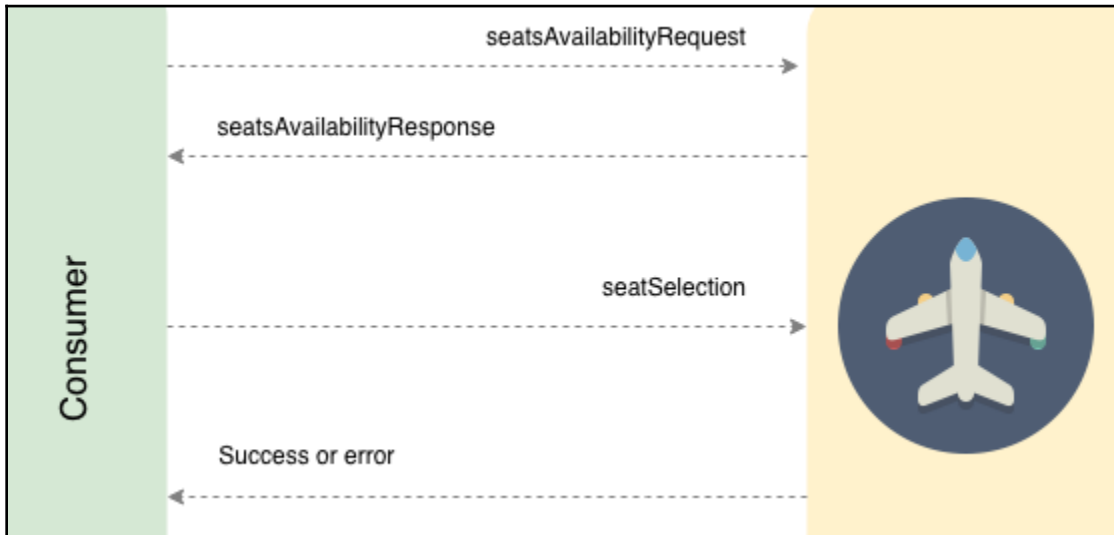 seatsAvailabilityRequest
seatsAvailabilityResponse
Consumer
seatSelection
Success or error